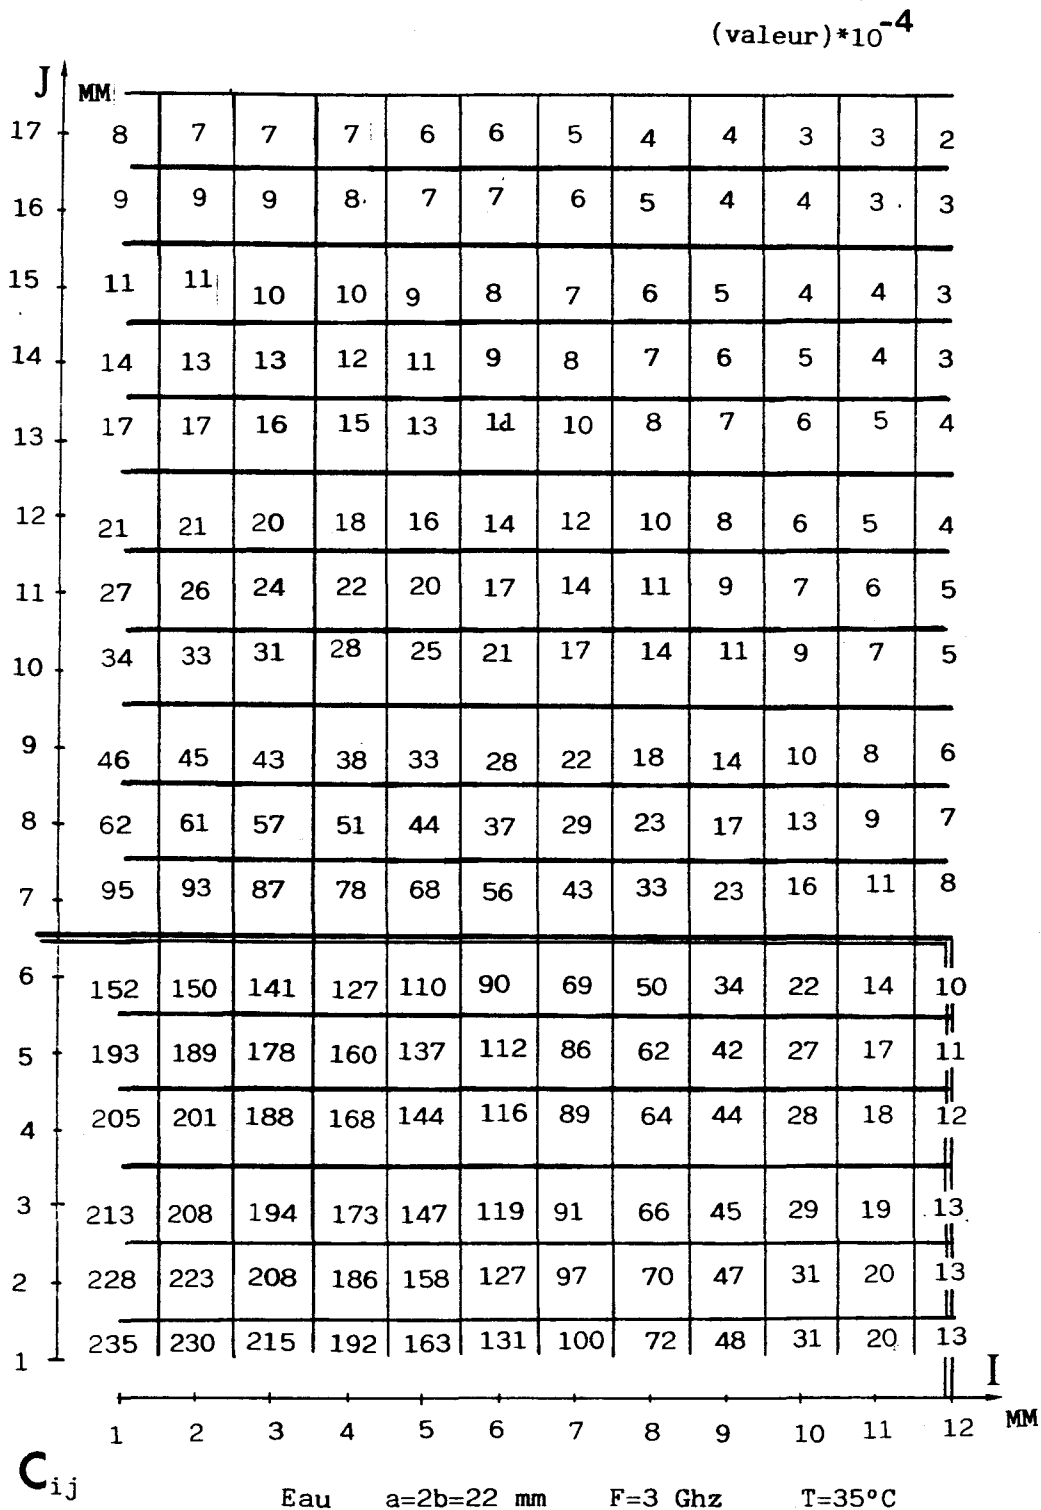 (valeur)*10-4
J MM
17 8 7 7 7 6 6 5 4 4 3 3 2
16 9 9 9 8 7 7 6 5 4 4 3 3
15 11 11 10 10 9 8 7 6 5 4 4 3
14 14 13 13 12 11 9 8 7 6 5 4 3
13 17 17 16 15 13 10 8 7 6 5 4
12 21 21 20 18 16 14 12 10 8 6 5 4
11 27 26 24 22 20 17 14 11 9 7 6 5
10 34 33 31 28 25 21 17 14 11 9 7 5
9 46 45 43 38 33 28 22 18 14 10 8 6
8 62 61 57 51 44 37 29 23 17 13 9 7
7 95 93 87 78 68 56 43 33 23 16 11 8
6 152 150 141 127 110 90 69 50 34 22 14 10
5 193 189 178 160 137 112 86 62 42 27 17 11
4 205 201 188 168 144 116 89 64 44 28 18 12
3 213 208 194 173 147 119 91 66 45 29 19 13
2 228 223 208 186 158 127 97 70 47 31 20 13
1 235 230 215 192 163 131 100 72 48 31 20 13
I
1 2 3 4 5 6 7 8 9 10 11 12 MM
Cij
Eau a=2b=22 mm F=3 Ghz T=35°C